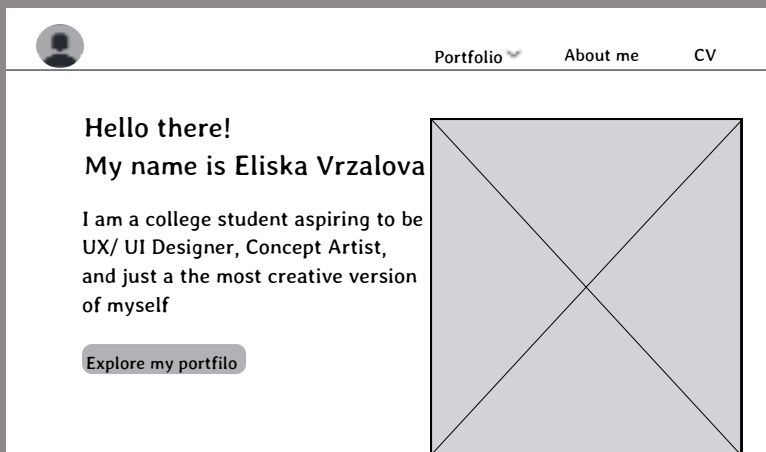 Portfolio
About me
CV
Hello there!
My name is Eliska Vrzalova
I am a college student aspiring to be
UX/ UI Designer, Concept Artist,
and just a the most creative version
of myself
Explore my portfilo